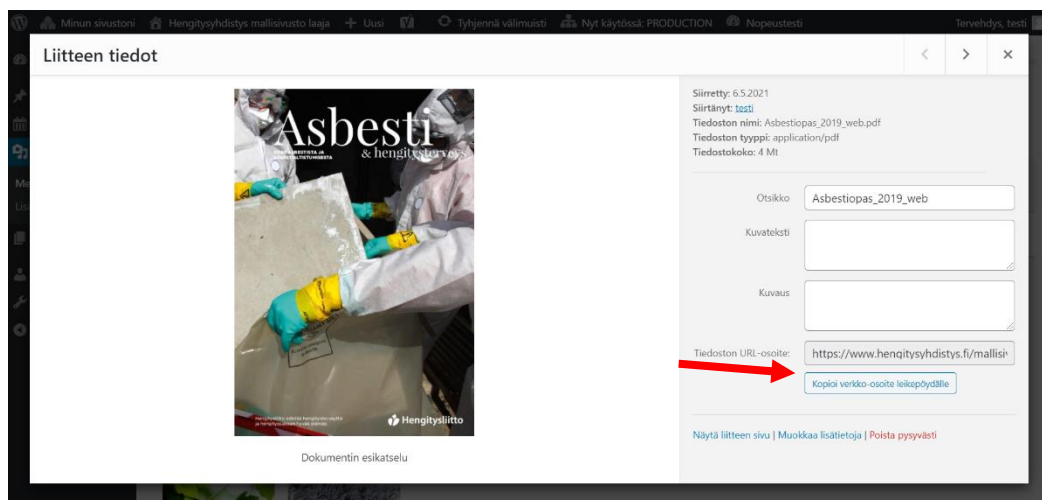 Minun sivustoni Hengitysyhdistys mallisivusto laaja + Uusi Tyhjennä välimuisti Nyt käytössä: PRODUCTION Nopeustesti Tervehdys, testi
Liitteen tiedot
Asbesti
& hengitysterveys
Hengitysliitto
Dokumentin esikatselu
Siirretty: 6.5.2021
Siirtänyt: testi
Tiedoston nimi: Asbestiopas_2019_web.pdf
Tiedoston tyyppi: application/pdf
Tiedostokoko: 4 Mt
Otsikko Asbestiopas_2019_web
Kuvateksti
Kuvaus
Tiedoston URL-osoite: https://www.hengitysyhdistys.fi/mallisi
Kopioi verkko-osoite leikepöydälle
Näytä liitteen sivu | Muokkaa lisätietoja | Poista pysyvästi